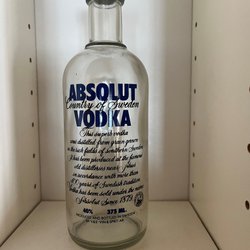 ABSOLUT
Country of Sweden
VODKA
This superb vodka
was distilled from grain grown
in the rich fields of southern Sweden.
It has been produced at the famous
old distilleries near Åhus
in accordance with more than
400 years of Swedish tradition.
Vodka has been sold under the name
Absolut Since 1879.
40% 375 ML.